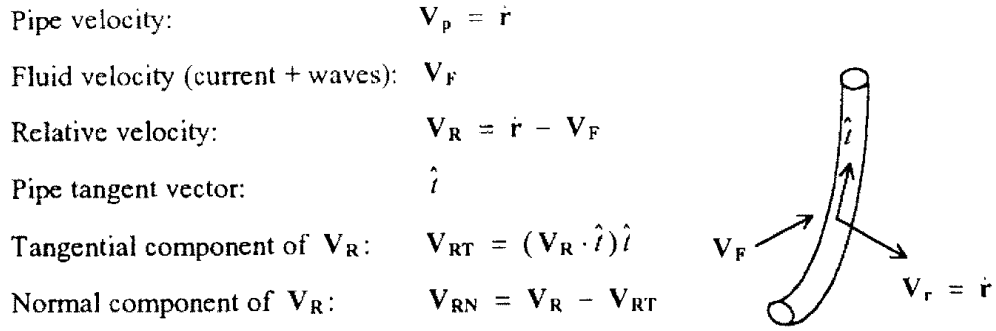 Pipe velocity: V_p = ṙ
Fluid velocity (current + waves): V_F
Relative velocity: V_R = ṙ − V_F
Pipe tangent vector: t̂
Tangential component of V_R: V_RT = (V_R · t̂) t̂
Normal component of V_R: V_RN = V_R − V_RT
t̂
V_F
V_r = ṙ